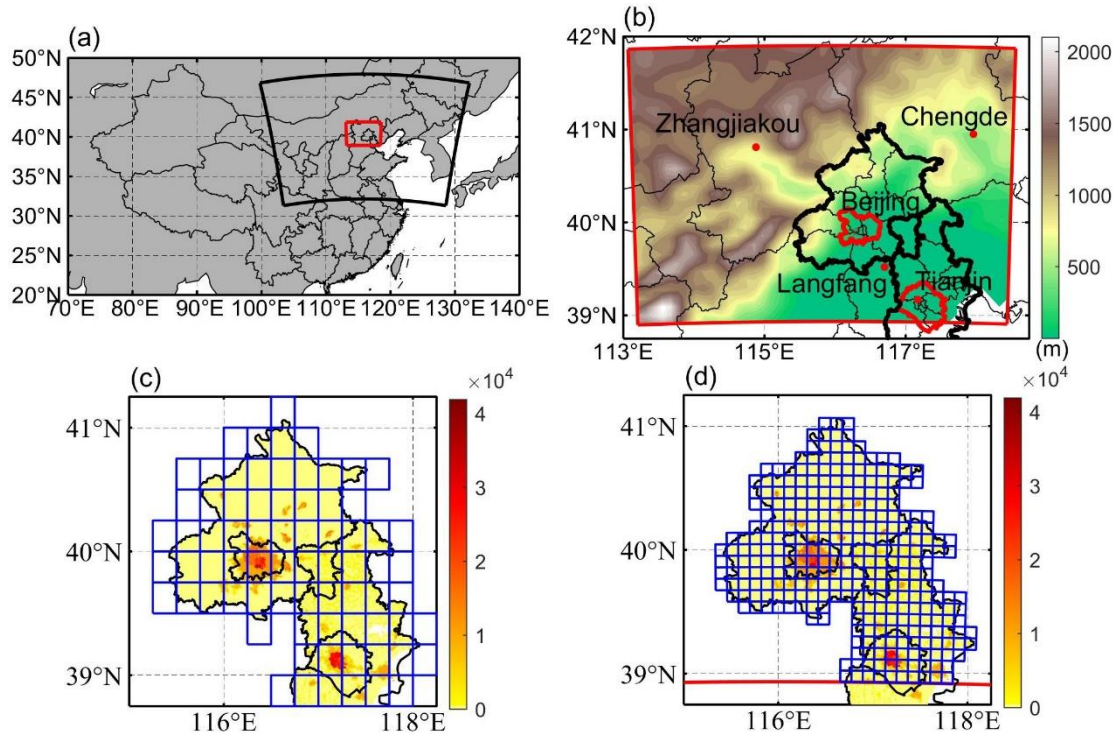 (a)
50°N
45°N
40°N
35°N
30°N
25°N
20°N
70°E 80°E 90°E 100°E 110°E 120°E 130°E 140°E
(b)
42°N
41°N
40°N
39°N
113°E 115°E 117°E
Zhangjiakou
Chengde
Beijing
Langfang
Tianjin
2000
1500
1000
500
(m)
(c)
41°N
40°N
39°N
116°E 118°E
×10⁴
4
3
2
1
0
(d)
41°N
40°N
39°N
116°E 118°E
×10⁴
4
3
2
1
0